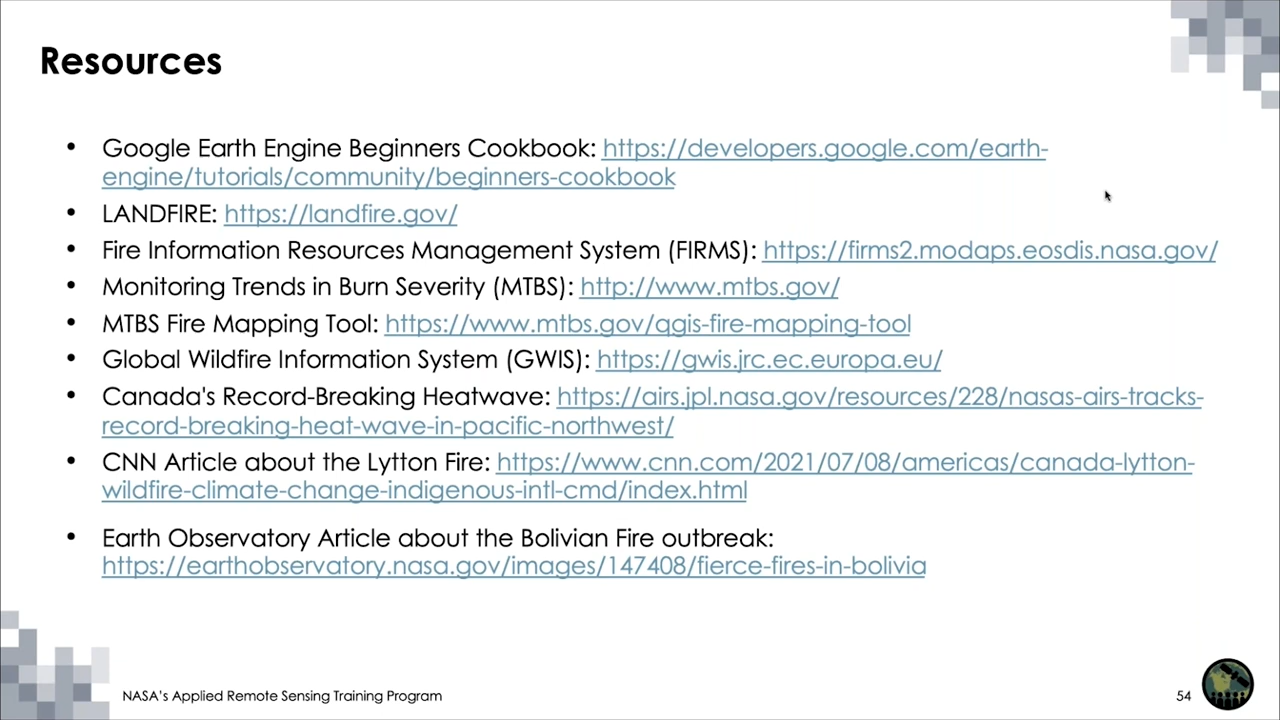 Resources
• Google Earth Engine Beginners Cookbook: https://developers.google.com/earth-
engine/tutorials/community/beginners-cookbook
• LANDFIRE: https://landfire.gov/
• Fire Information Resources Management System (FIRMS): https://firms2.modaps.eosdis.nasa.gov/
• Monitoring Trends in Burn Severity (MTBS): http://www.mtbs.gov/
• MTBS Fire Mapping Tool: https://www.mtbs.gov/qgis-fire-mapping-tool
• Global Wildfire Information System (GWIS): https://gwis.jrc.ec.europa.eu/
• Canada's Record-Breaking Heatwave: https://airs.jpl.nasa.gov/resources/228/nasas-airs-tracks-
record-breaking-heat-wave-in-pacific-northwest/
• CNN Article about the Lytton Fire: https://www.cnn.com/2021/07/08/americas/canada-lytton-
wildfire-climate-change-indigenous-intl-cmd/index.html
• Earth Observatory Article about the Bolivian Fire outbreak:
https://earthobservatory.nasa.gov/images/147408/fierce-fires-in-bolivia
NASA's Applied Remote Sensing Training Program
54